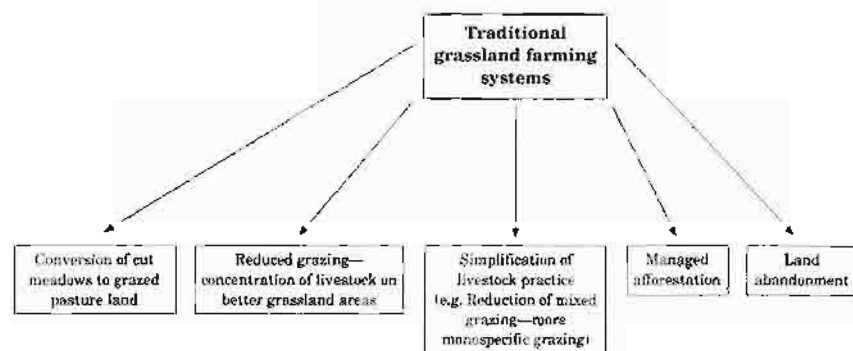 Traditional
grassland farming
systems
Conversion of cut
meadows to grazed
pasture land
Reduced grazing—
concentration of livestock on
better grassland areas
Simplification of
livestock practice
(e.g. Reduction of mixed
grazing—more
monospecific grazing)
Managed
afforestation
Land
abandonment